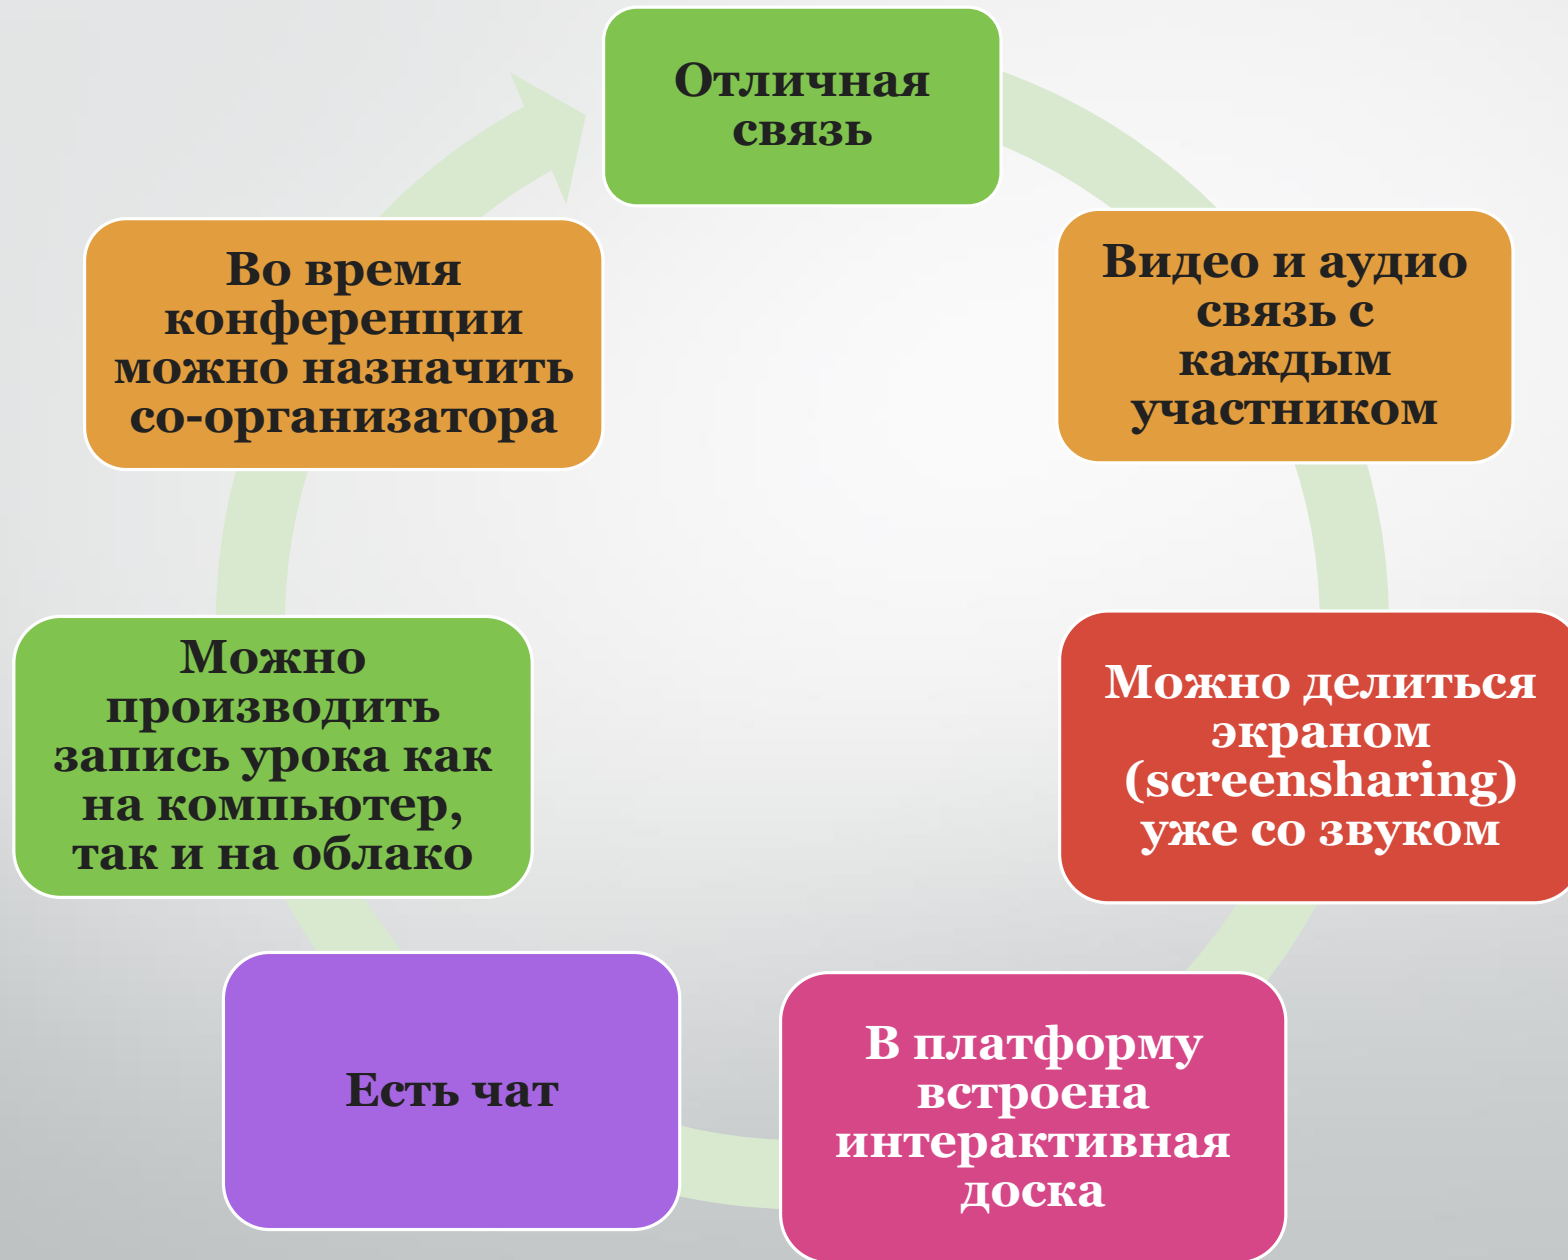 Отличная
связь
Видео и аудио
связь с
каждым
участником
Можно делиться
экраном
(screensharing)
уже со звуком
В платформу
встроена
интерактивная
доска
Есть чат
Можно
производить
запись урока как
на компьютер,
так и на облако
Во время
конференции
можно назначить
со-организатора